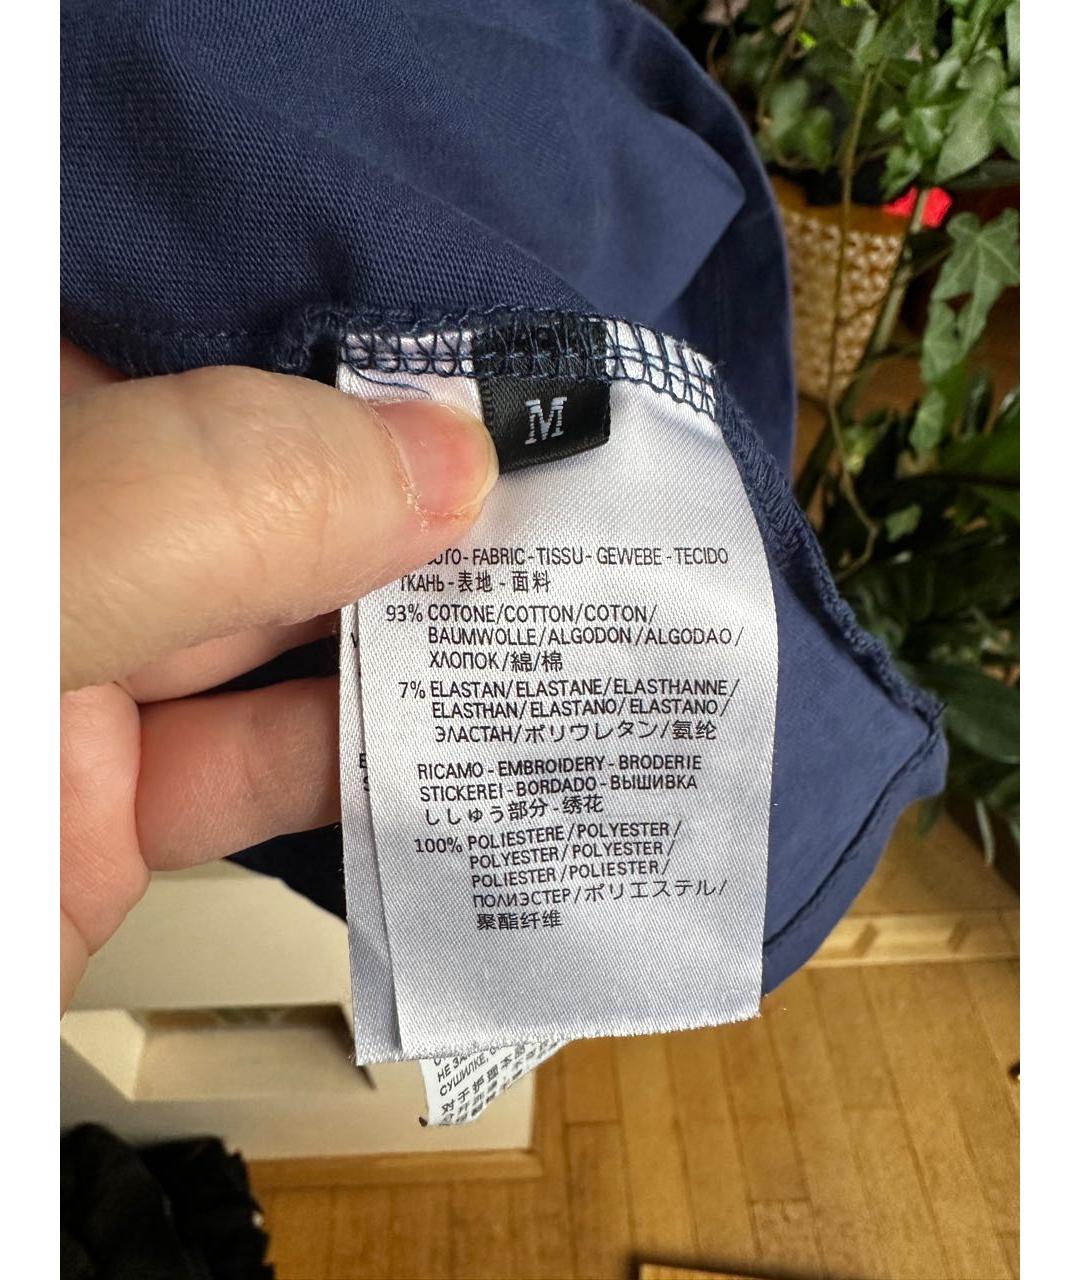 M
- FABRIC - TISSU - GEWEBE - TECIDO
ТКАНЬ - 表地 - 面料
93% COTONE/COTTON/COTON/
BAUMWOLLE/ALGODON/ALGODAO/
ХЛОПОК/綿/棉
7% ELASTAN/ELASTANE/ELASTHANNE/
ELASTHAN/ELASTANO/ELASTANO/
ЭЛАСТАН/ポリウレタン/氨纶
RICAMO - EMBROIDERY - BRODERIE
STICKEREI - BORDADO - ВЫШИВКА
ししゅう部分 - 绣花
100% POLIESTERE/POLYESTER/
POLYESTER/POLYESTER/
POLIESTER/POLIESTER/
ПОЛИЭСТЕР/ポリエステル/
聚酯纤维
НЕ
СУШИЛКЕ,